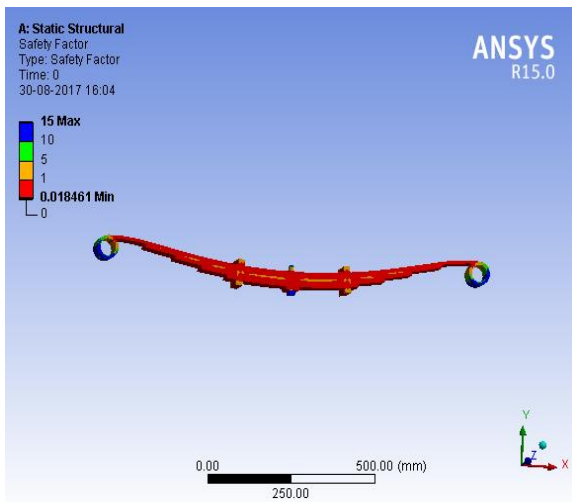 A: Static Structural
Safety Factor
Type: Safety Factor
Time: 0
30-08-2017 16:04
ANSYS
R15.0
15 Max
10
5
1
0.018461 Min
0
0.00
500.00 (mm)
250.00
Y
Z
X